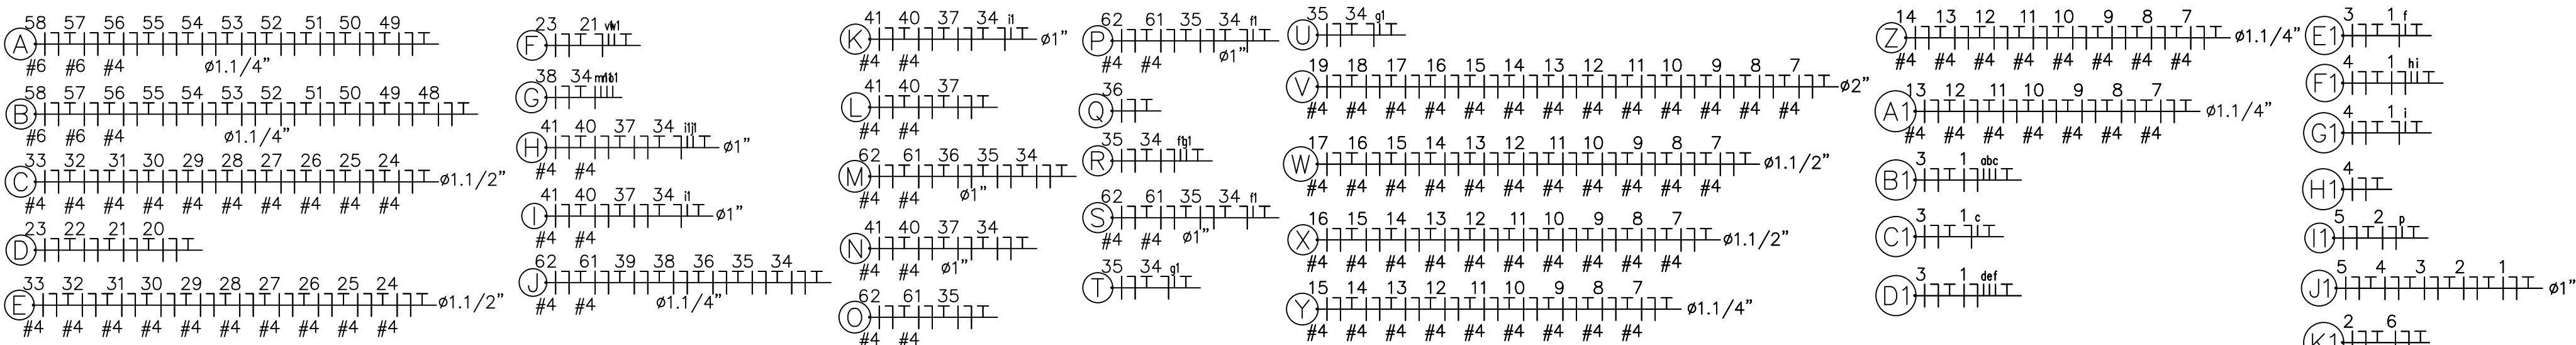 A 58 57 56 55 54 53 52 51 50 49
#6 #6 #4 ø1.1/4"
B 58 57 56 55 54 53 52 51 50 49 48
#6 #6 #4 ø1.1/4"
C 33 32 31 30 29 28 27 26 25 24 ø1.1/2"
#4 #4 #4 #4 #4 #4 #4 #4 #4 #4
D 23 22 21 20
E 33 32 31 30 29 28 27 26 25 24 ø1.1/2"
#4 #4 #4 #4 #4 #4 #4 #4 #4 #4
F 23 21
G 38 34
H 41 40 37 34 i1j1 ø1"
#4 #4
I 41 40 37 34 i1 ø1"
#4 #4
J 62 61 39 38 36 35 34
#4 #4 ø1.1/4"
K 41 40 37 34 i1 ø1"
#4 #4
L 41 40 37
#4 #4
M 62 61 36 35 34
#4 #4 ø1"
N 41 40 37 34
#4 #4 ø1"
O 62 61 35
#4 #4
P 62 61 35 34 f1
#4 #4 ø1"
Q 36
R 35 34
S 62 61 35 34 f1
#4 #4 ø1"
T 35 34 g1
U 35 34 g1
V 19 18 17 16 15 14 13 12 11 10 9 8 7 ø2"
#4 #4 #4 #4 #4 #4 #4 #4 #4 #4 #4 #4 #4
W 17 16 15 14 13 12 11 10 9 8 7 ø1.1/2"
#4 #4 #4 #4 #4 #4 #4 #4 #4 #4 #4
X 16 15 14 13 12 11 10 9 8 7 ø1.1/2"
#4 #4 #4 #4 #4 #4 #4 #4 #4 #4
Y 15 14 13 12 11 10 9 8 7 ø1.1/4"
#4 #4 #4 #4 #4 #4 #4 #4 #4
Z 14 13 12 11 10 9 8 7 ø1.1/4"
#4 #4 #4 #4 #4 #4 #4 #4
A1 13 12 11 10 9 8 7 ø1.1/4"
#4 #4 #4 #4 #4 #4 #4
B1 3 1 abc
C1 3 1 c
D1 3 1 def
E1 3 1 f
F1 4 1 hi
G1 4 1 i
H1 4
I1 5 2 p
J1 5 4 3 2 1 ø1"
K1 2 6